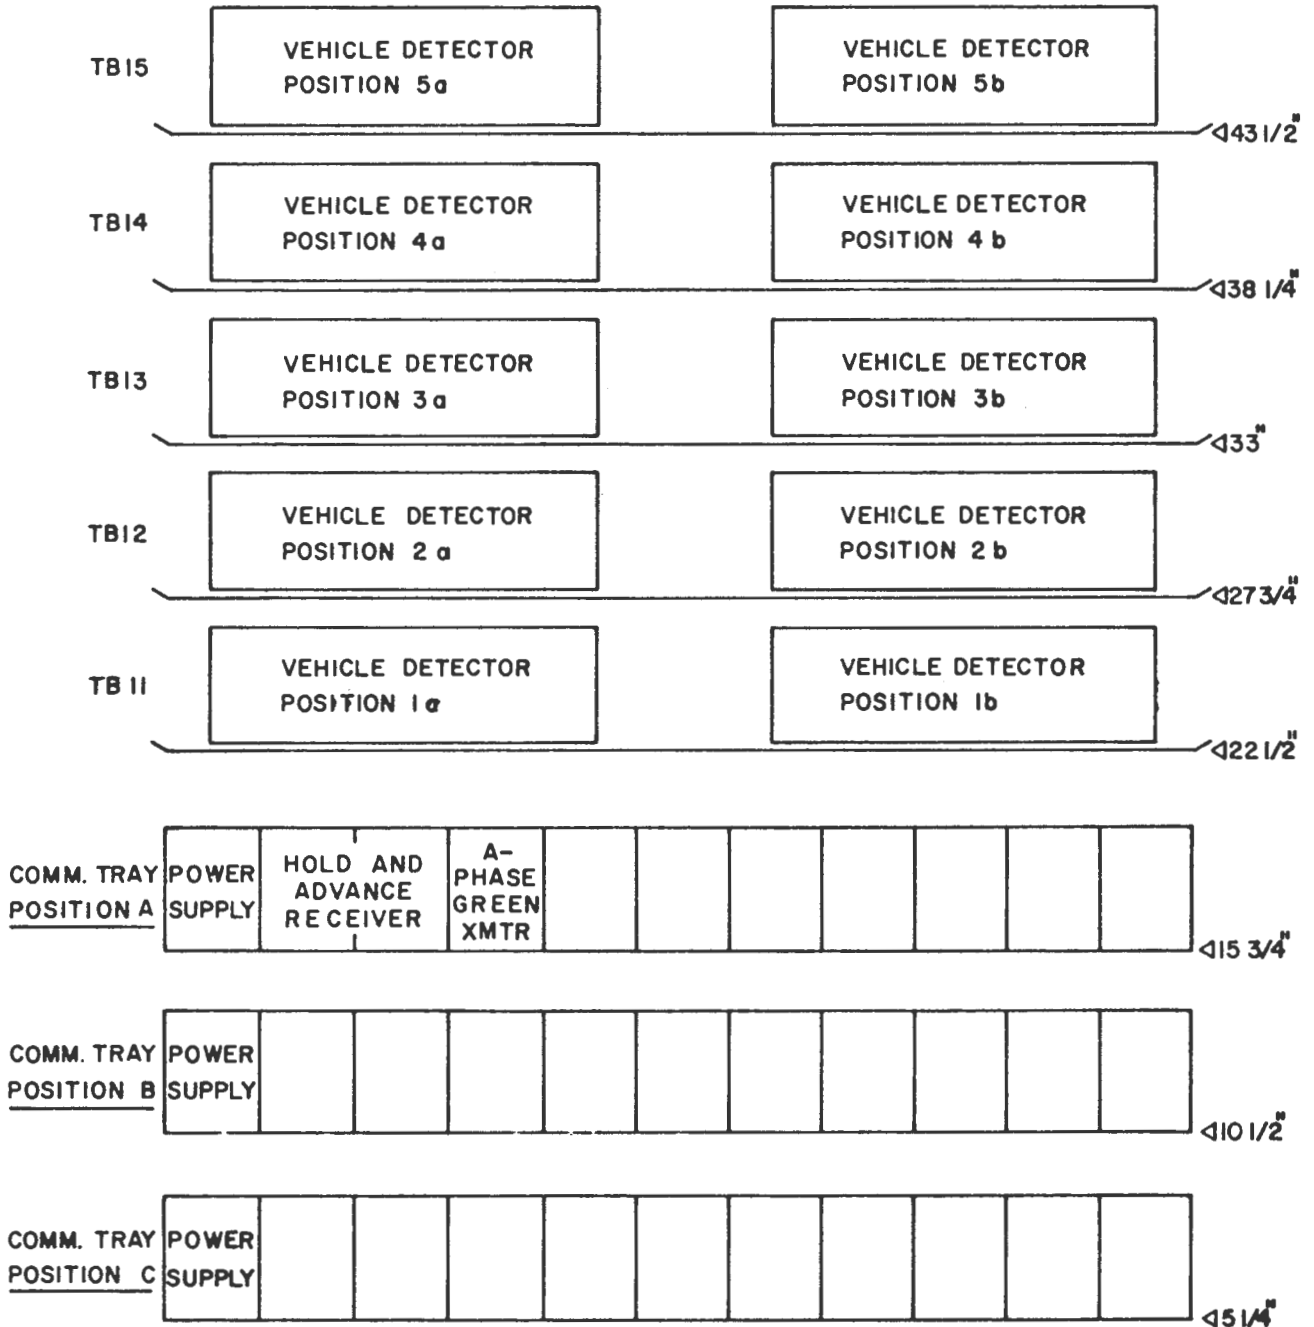 TB15
VEHICLE DETECTOR
POSITION 5a
VEHICLE DETECTOR
POSITION 5b
43 1/2"
TB14
VEHICLE DETECTOR
POSITION 4a
VEHICLE DETECTOR
POSITION 4b
38 1/4"
TB13
VEHICLE DETECTOR
POSITION 3a
VEHICLE DETECTOR
POSITION 3b
33"
TB12
VEHICLE DETECTOR
POSITION 2a
VEHICLE DETECTOR
POSITION 2b
27 3/4"
TB11
VEHICLE DETECTOR
POSITION 1a
VEHICLE DETECTOR
POSITION 1b
22 1/2"
COMM. TRAY
POSITION A
POWER
SUPPLY
HOLD AND
ADVANCE
RECEIVER
A-
PHASE
GREEN
XMTR
15 3/4"
COMM. TRAY
POSITION B
POWER
SUPPLY
10 1/2"
COMM. TRAY
POSITION C
POWER
SUPPLY
5 1/4"